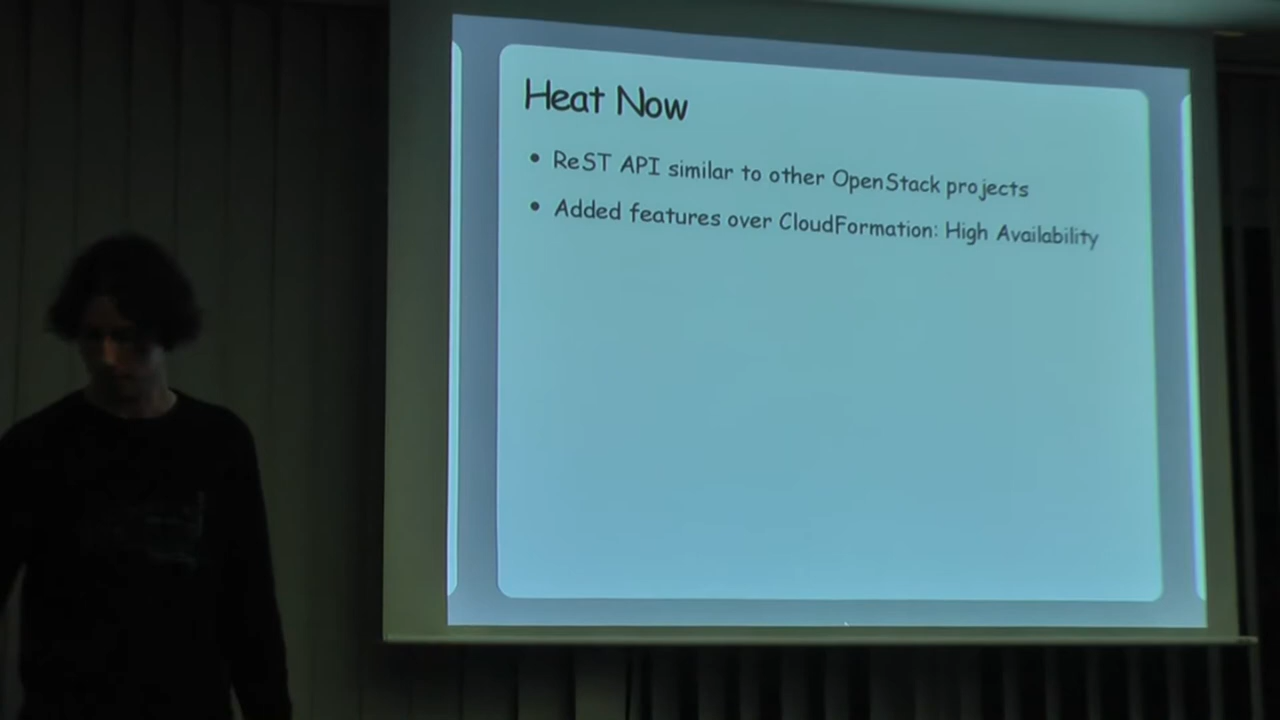 Heat Now
• ReST API similar to other OpenStack projects
• Added features over CloudFormation: High Availability